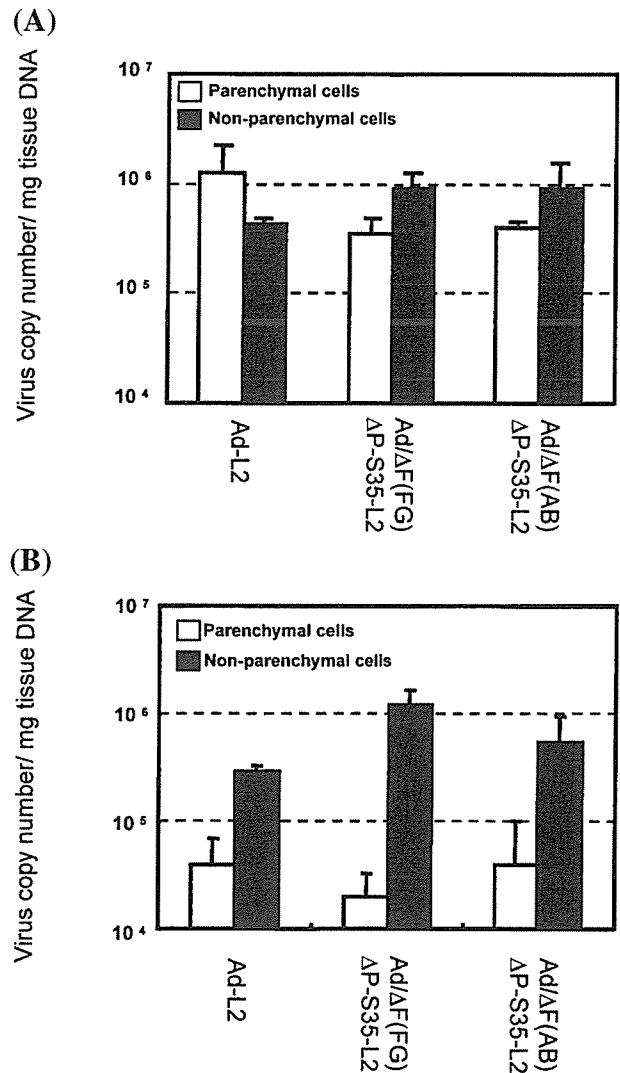 (A)
Virus copy number/ mg tissue DNA
10 7
10 6
10 5
10 4
Parenchymal cells
Non-parenchymal cells
Ad-L2
Ad/ΔF(FG)
ΔP-S35-L2
Ad/ΔF(AB)
ΔP-S35-L2
(B)
Virus copy number/ mg tissue DNA
10 7
10 6
10 5
10 4
Parenchymal cells
Non-parenchymal cells
Ad-L2
Ad/ΔF(FG)
ΔP-S35-L2
Ad/ΔF(AB)
ΔP-S35-L2